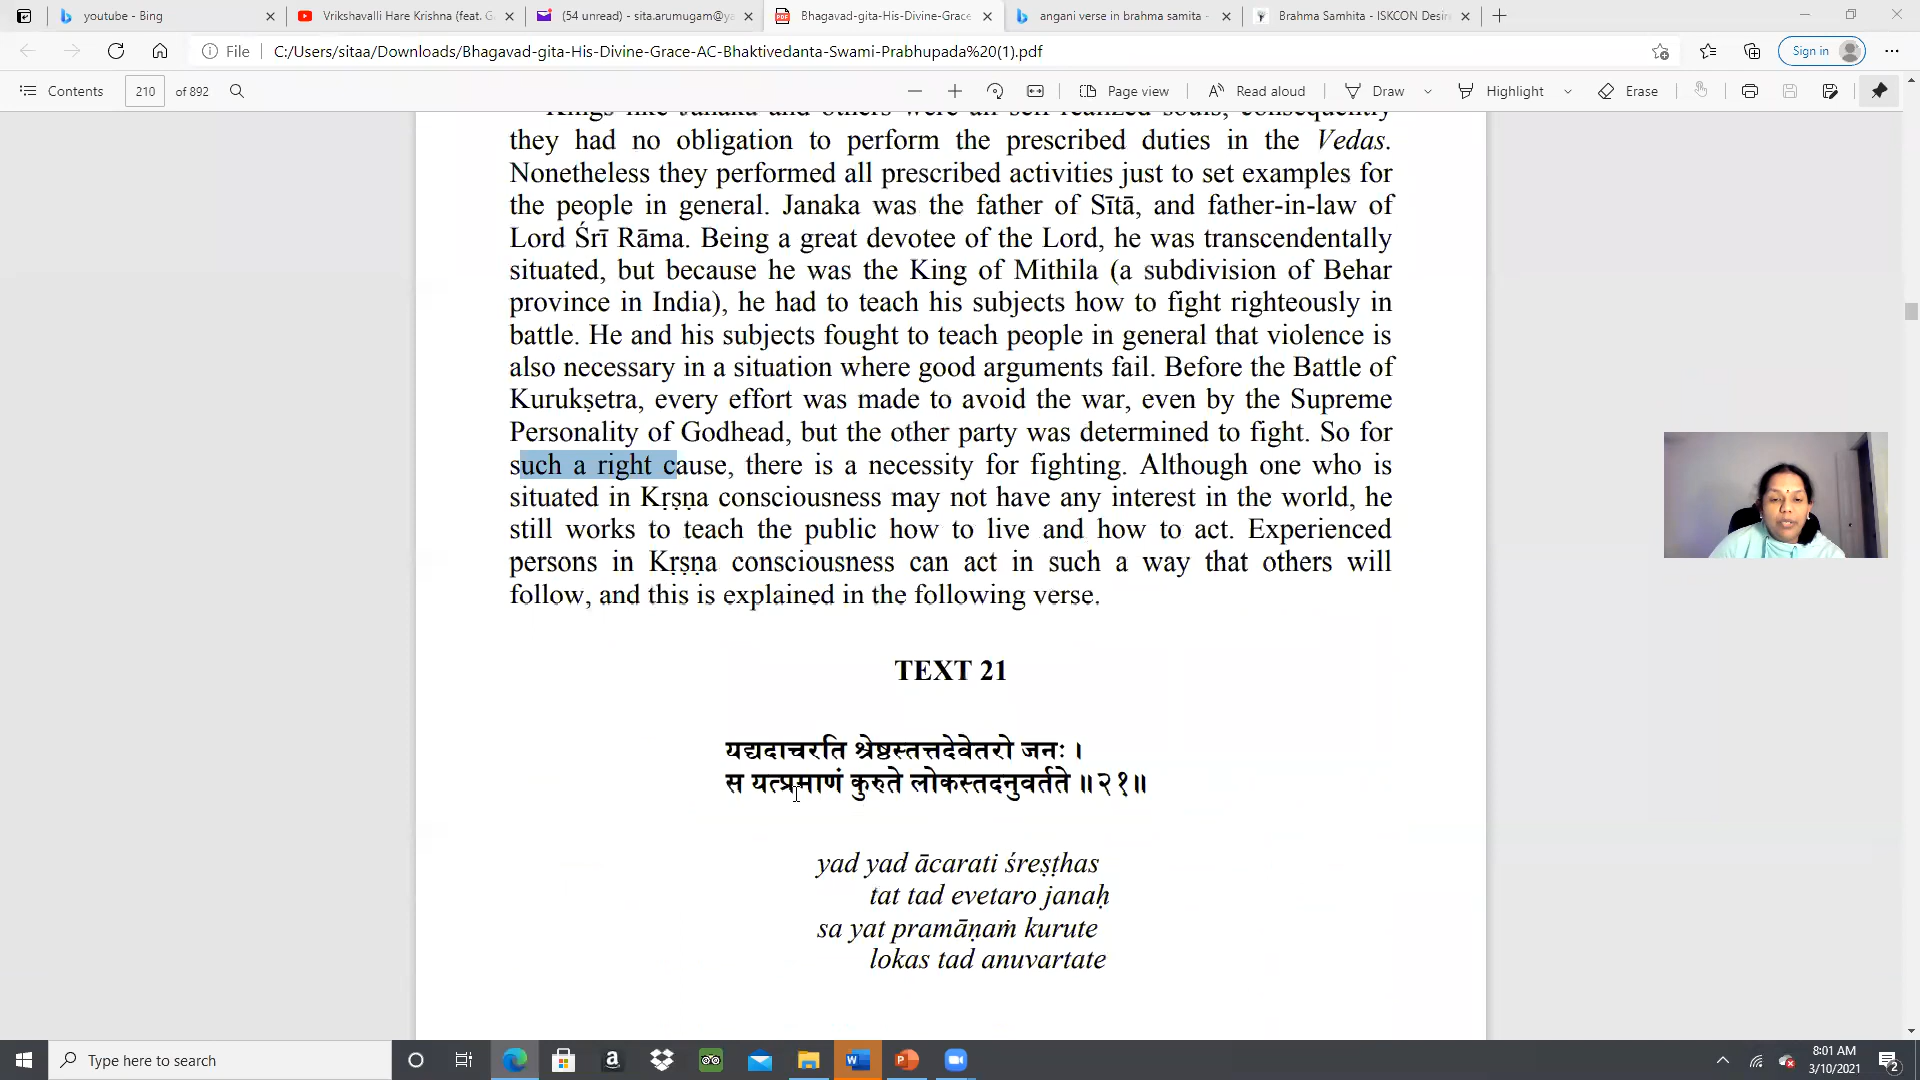 youtube - Bing
Vrikshavalli Hare Krishna (feat. G
(54 unread) - sita.arumugam@ya
Bhagavad-gita-His-Divine-Grace
angani verse in brahma samita -
Brahma Samhita - ISKCON Desire
File C:/Users/sitaa/Downloads/Bhagavad-gita-His-Divine-Grace-AC-Bhaktivedanta-Swami-Prabhupada%20(1).pdf Sign in
Contents 210 of 892 Page view Read aloud Draw Highlight Erase
Kings like Janaka and others were all self-realized souls; consequently
they had no obligation to perform the prescribed duties in the Vedas.
Nonetheless they performed all prescribed activities just to set examples for
the people in general. Janaka was the father of Sītā, and father-in-law of
Lord Śrī Rāma. Being a great devotee of the Lord, he was transcendentally
situated, but because he was the King of Mithila (a subdivision of Behar
province in India), he had to teach his subjects how to fight righteously in
battle. He and his subjects fought to teach people in general that violence is
also necessary in a situation where good arguments fail. Before the Battle of
Kurukṣetra, every effort was made to avoid the war, even by the Supreme
Personality of Godhead, but the other party was determined to fight. So for
such a right cause, there is a necessity for fighting. Although one who is
situated in Kṛṣṇa consciousness may not have any interest in the world, he
still works to teach the public how to live and how to act. Experienced
persons in Kṛṣṇa consciousness can act in such a way that others will
follow, and this is explained in the following verse.
TEXT 21
यद्यदाचरति श्रेष्ठस्तत्तदेवेतरो जनः ।
स यत्प्रमाणं कुरुते लोकस्तदनुवर्तते ॥२१॥
yad yad ācarati śreṣṭhas
tat tad evetaro janaḥ
sa yat pramāṇaṁ kurute
lokas tad anuvartate
Type here to search
8:01 AM
3/10/2021
2